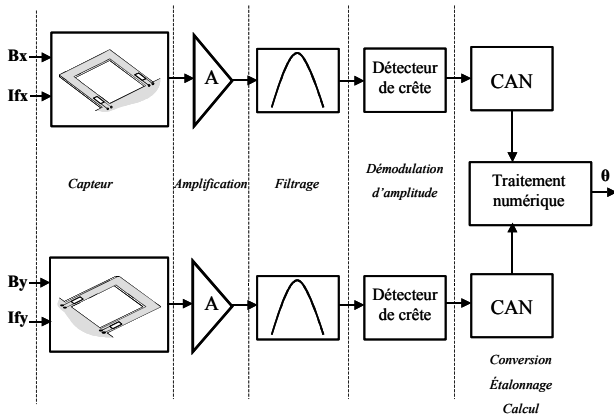 Bx
Ifx
A
Détecteur
de crête
CAN
Capteur
Amplification
Filtrage
Démodulation
d'amplitude
Traitement
numérique
θ
By
Ify
A
Détecteur
de crête
CAN
Conversion
Étalonnage
Calcul